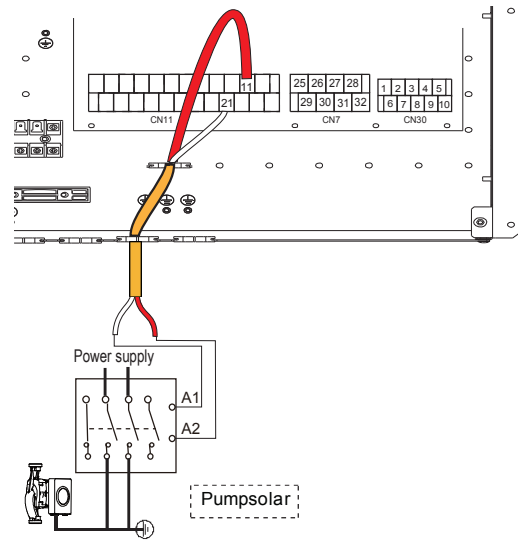 11 25 26 27 28 1 2 3 4 5
21 29 30 31 32 6 7 8 9 10
CN11 CN7 CN30
Power supply
A1
A2
Pumpsolar